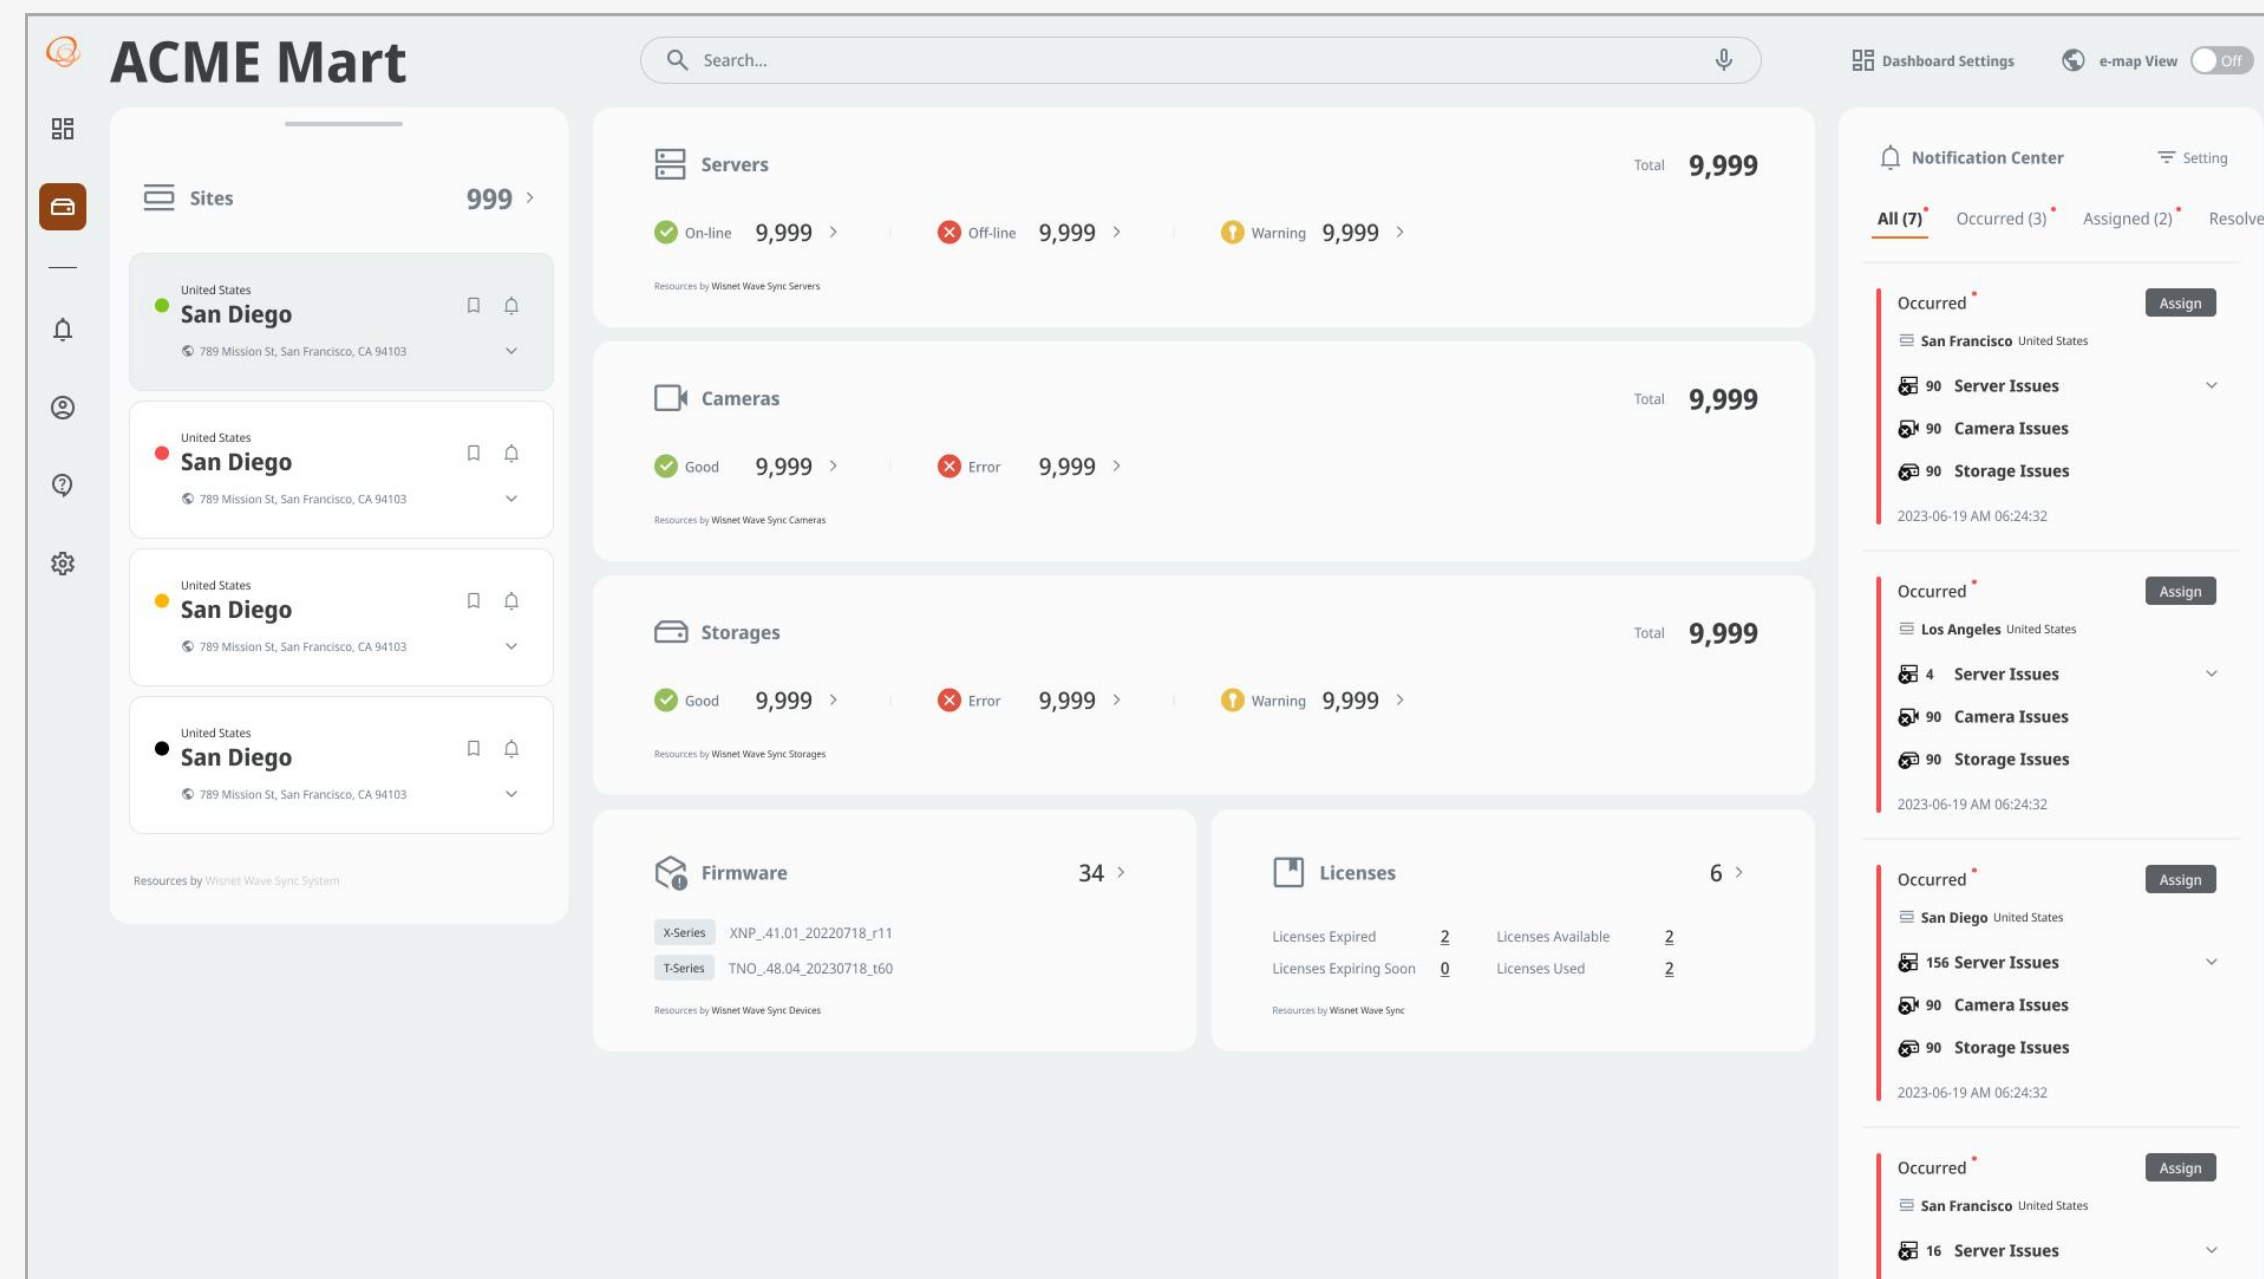 ACME Mart
Search...
Dashboard Settings
e-map View
Off
Sites
999
United States
San Diego
789 Mission St, San Francisco, CA 94103
United States
San Diego
789 Mission St, San Francisco, CA 94103
United States
San Diego
789 Mission St, San Francisco, CA 94103
United States
San Diego
789 Mission St, San Francisco, CA 94103
Resources by Wisnet Wave Sync System
Servers
Total 9,999
On-line 9,999
Off-line 9,999
Warning 9,999
Resources by Wisnet Wave Sync Servers
Cameras
Total 9,999
Good 9,999
Error 9,999
Resources by Wisnet Wave Sync Cameras
Storages
Total 9,999
Good 9,999
Error 9,999
Warning 9,999
Resources by Wisnet Wave Sync Storages
Firmware
34
X-Series XNP_.41.01_20220718_r11
T-Series TNO_.48.04_20230718_t60
Resources by Wisnet Wave Sync Devices
Licenses
6
Licenses Expired 2
Licenses Available 2
Licenses Expiring Soon 0
Licenses Used 2
Resources by Wisnet Wave Sync
Notification Center
Setting
All (7) Occurred (3) Assigned (2) Resolve
Occurred
Assign
San Francisco United States
90 Server Issues
90 Camera Issues
90 Storage Issues
2023-06-19 AM 06:24:32
Occurred
Assign
Los Angeles United States
4 Server Issues
90 Camera Issues
90 Storage Issues
2023-06-19 AM 06:24:32
Occurred
Assign
San Diego United States
156 Server Issues
90 Camera Issues
90 Storage Issues
2023-06-19 AM 06:24:32
Occurred
Assign
San Francisco United States
16 Server Issues